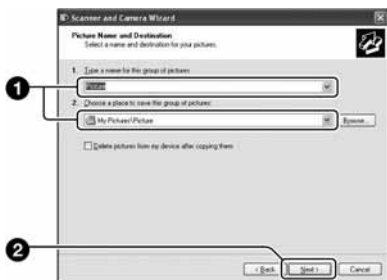 Scanner and Camera Wizard
Picture Name and Destination
Select a name and destination for your pictures.
1. Type a name for this group of pictures:
Picture
2. Choose a place to save this group of pictures:
My Pictures\Picture
Browse...
Delete pictures from my device after copying them
< Back
Next >
Cancel
1
2